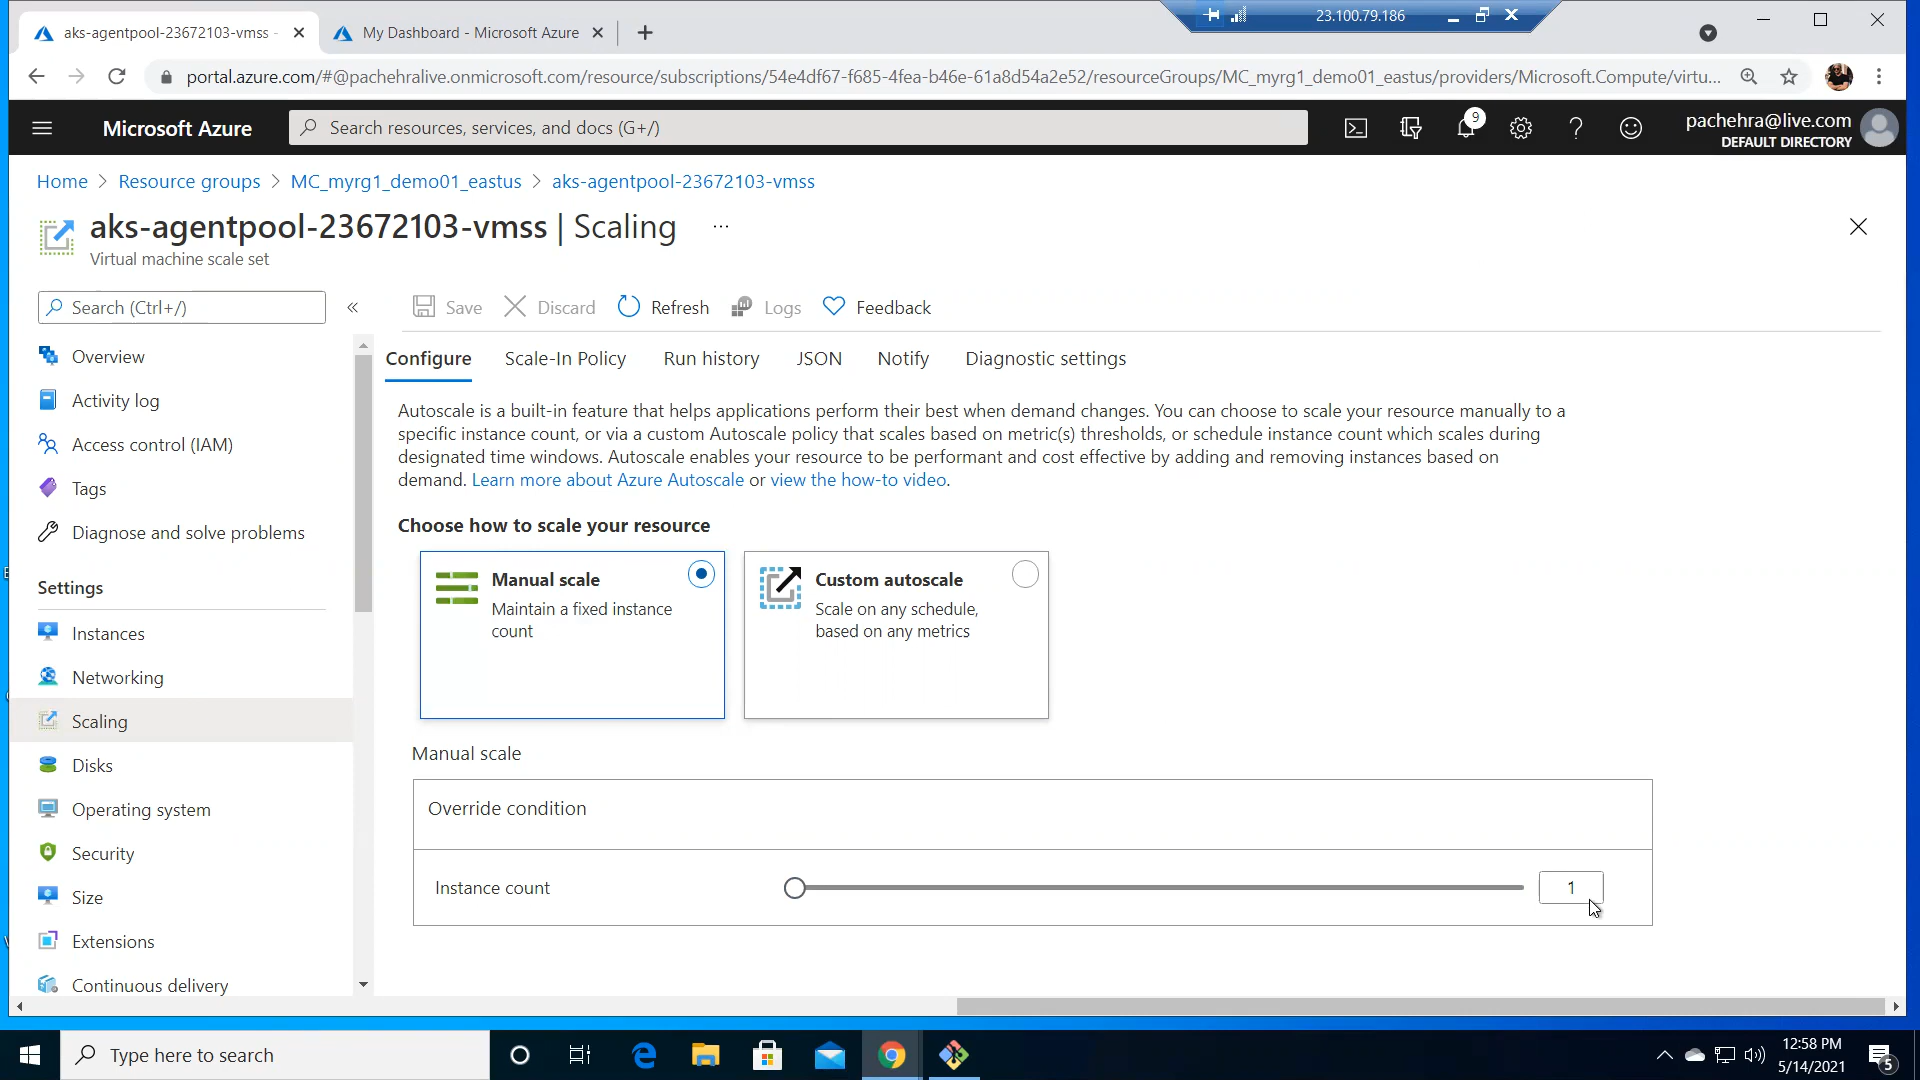 aks-agentpool-23672103-vmss -
My Dashboard - Microsoft Azure
23.100.79.186
portal.azure.com/#@pachehralive.onmicrosoft.com/resource/subscriptions/54e4df67-f685-4fea-b46e-61a8d54a2e52/resourceGroups/MC_myrg1_demo01_eastus/providers/Microsoft.Compute/virtu...
Microsoft Azure
Search resources, services, and docs (G+/)
9
pachehra@live.com
DEFAULT DIRECTORY
Home > Resource groups > MC_myrg1_demo01_eastus > aks-agentpool-23672103-vmss
aks-agentpool-23672103-vmss | Scaling ...
Virtual machine scale set
Search (Ctrl+/)
«
Save
Discard
Refresh
Logs
Feedback
Overview
Activity log
Access control (IAM)
Tags
Diagnose and solve problems
Settings
Instances
Networking
Scaling
Disks
Operating system
Security
Size
Extensions
Continuous delivery
Configure
Scale-In Policy
Run history
JSON
Notify
Diagnostic settings
Autoscale is a built-in feature that helps applications perform their best when demand changes. You can choose to scale your resource manually to a
specific instance count, or via a custom Autoscale policy that scales based on metric(s) thresholds, or schedule instance count which scales during
designated time windows. Autoscale enables your resource to be performant and cost effective by adding and removing instances based on
demand. Learn more about Azure Autoscale or view the how-to video.
Choose how to scale your resource
Manual scale
Maintain a fixed instance
count
Custom autoscale
Scale on any schedule,
based on any metrics
Manual scale
Override condition
Instance count
1
Type here to search
12:58 PM
5/14/2021
5